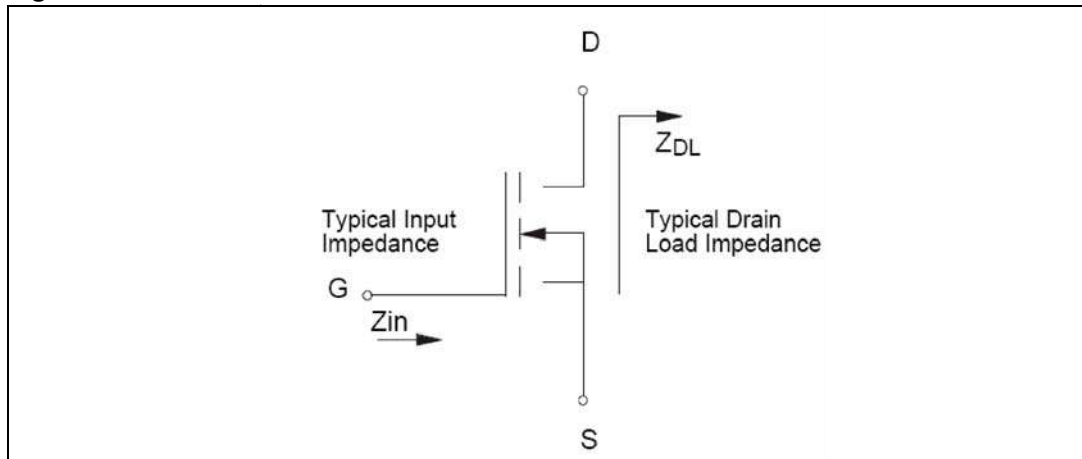 D
ZDL
Typical Input
Impedance
Typical Drain
Load Impedance
G
Zin
S